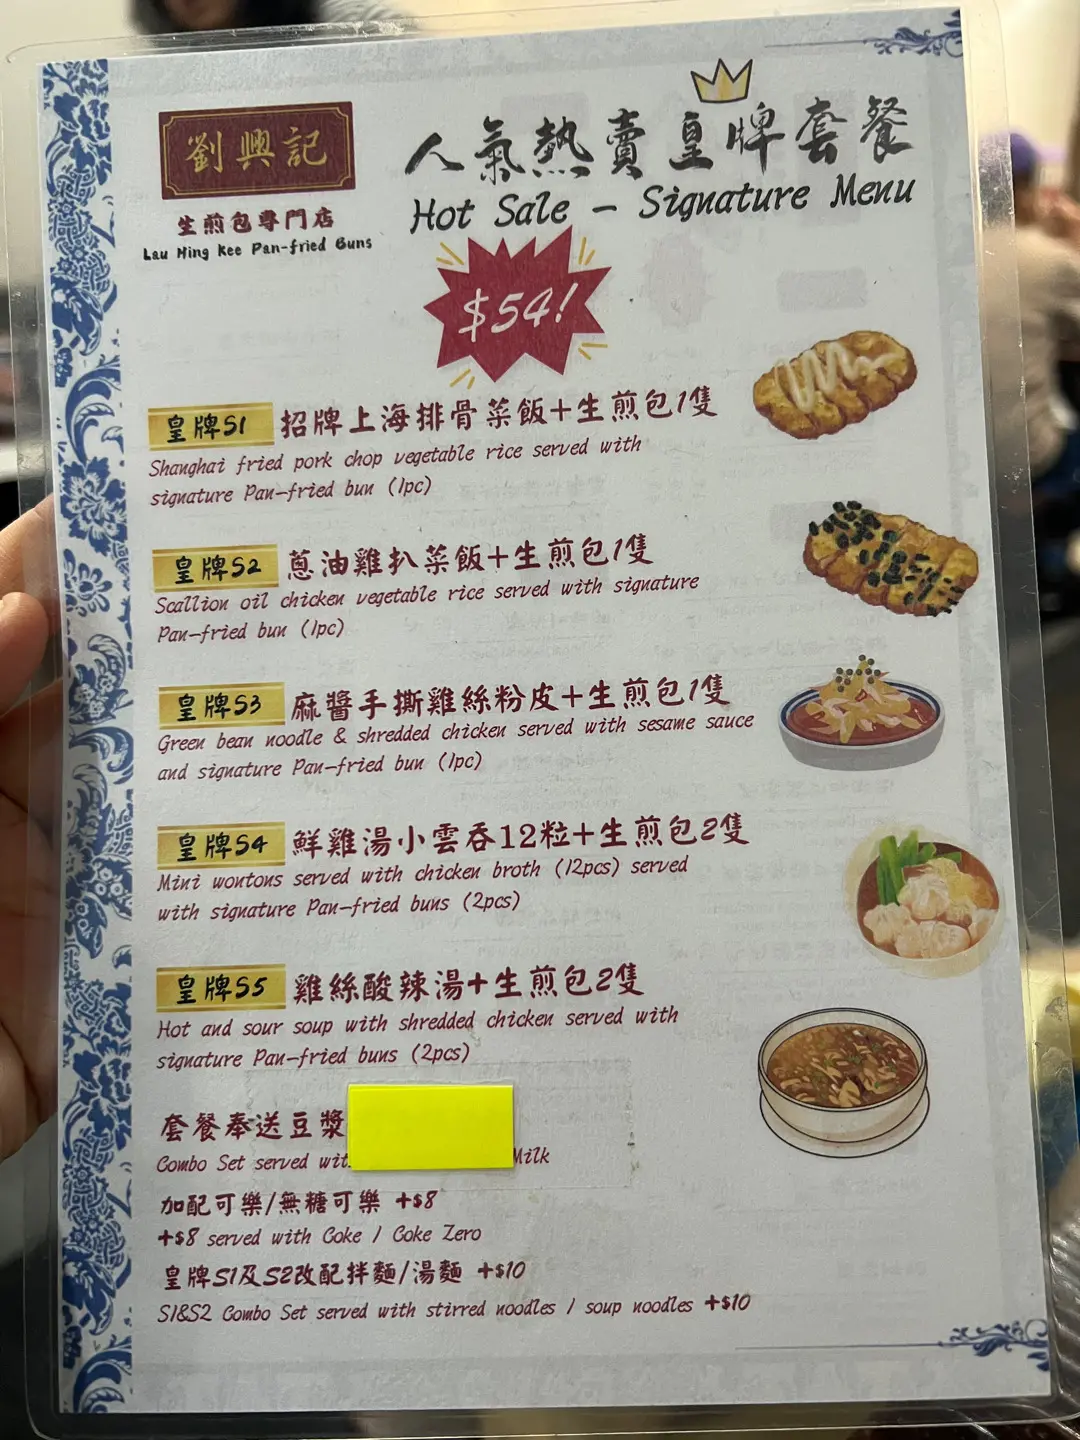 劉興記
生煎包專門店
Lau Hing Kee Pan-fried Buns
人氣熱賣皇牌套餐
Hot Sale - Signature Menu
$54!
皇牌S1 招牌上海排骨菜飯+生煎包1隻
Shanghai fried pork chop vegetable rice served with
signature Pan-fried bun (1pc)
皇牌S2 蔥油雞扒菜飯+生煎包1隻
Scallion oil chicken vegetable rice served with signature
Pan-fried bun (1pc)
皇牌S3 麻醬手撕雞絲粉皮+生煎包1隻
Green bean noodle & shredded chicken served with sesame sauce
and signature Pan-fried bun (1pc)
皇牌S4 鮮雞湯小雲吞12粒+生煎包2隻
Mini wontons served with chicken broth (12pcs) served
with signature Pan-fried buns (2pcs)
皇牌S5 雞絲酸辣湯+生煎包2隻
Hot and sour soup with shredded chicken served with
signature Pan-fried buns (2pcs)
套餐奉送豆漿
Combo Set served Milk
加配可樂/無糖可樂 +$8
+$8 served with Coke / Coke Zero
皇牌S1及S2改配拌麵/湯麵 +$10
S1&S2 Combo Set served with stirred noodles / soup noodles +$10